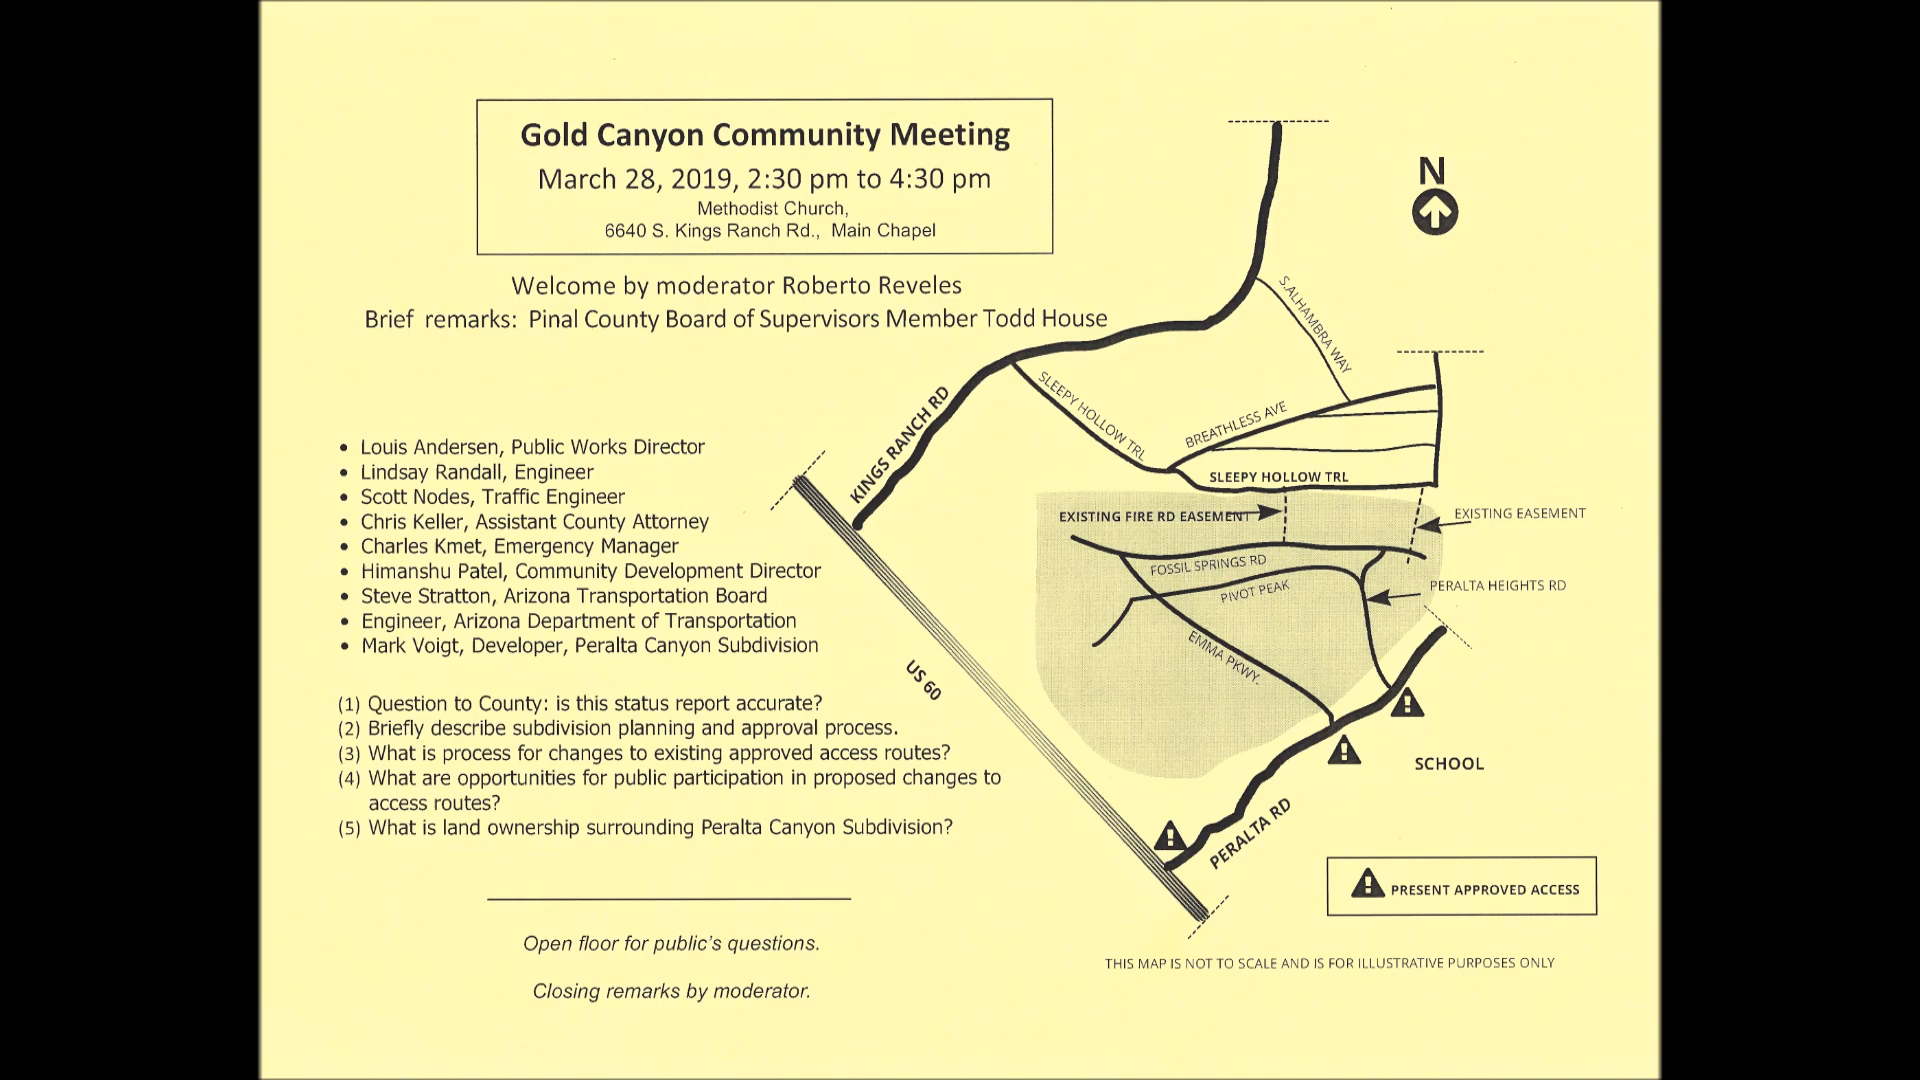 Gold Canyon Community Meeting
March 28, 2019, 2:30 pm to 4:30 pm
Methodist Church,
6640 S. Kings Ranch Rd., Main Chapel
Welcome by moderator Roberto Reveles
Brief remarks: Pinal County Board of Supervisors Member Todd House
• Louis Andersen, Public Works Director
• Lindsay Randall, Engineer
• Scott Nodes, Traffic Engineer
• Chris Keller, Assistant County Attorney
• Charles Kmet, Emergency Manager
• Himanshu Patel, Community Development Director
• Steve Stratton, Arizona Transportation Board
• Engineer, Arizona Department of Transportation
• Mark Voigt, Developer, Peralta Canyon Subdivision
(1) Question to County: is this status report accurate?
(2) Briefly describe subdivision planning and approval process.
(3) What is process for changes to existing approved access routes?
(4) What are opportunities for public participation in proposed changes to
access routes?
(5) What is land ownership surrounding Peralta Canyon Subdivision?
Open floor for public's questions.
Closing remarks by moderator.
N
S.ALHAMBRA WAY
KINGS RANCH RD
SLEEPY HOLLOW TRL
BREATHLESS AVE
SLEEPY HOLLOW TRL
EXISTING FIRE RD EASEMENT
EXISTING EASEMENT
FOSSIL SPRINGS RD
PIVOT PEAK
PERALTA HEIGHTS RD
EMMA PKWY.
US 60
SCHOOL
PERALTA RD
PRESENT APPROVED ACCESS
THIS MAP IS NOT TO SCALE AND IS FOR ILLUSTRATIVE PURPOSES ONLY